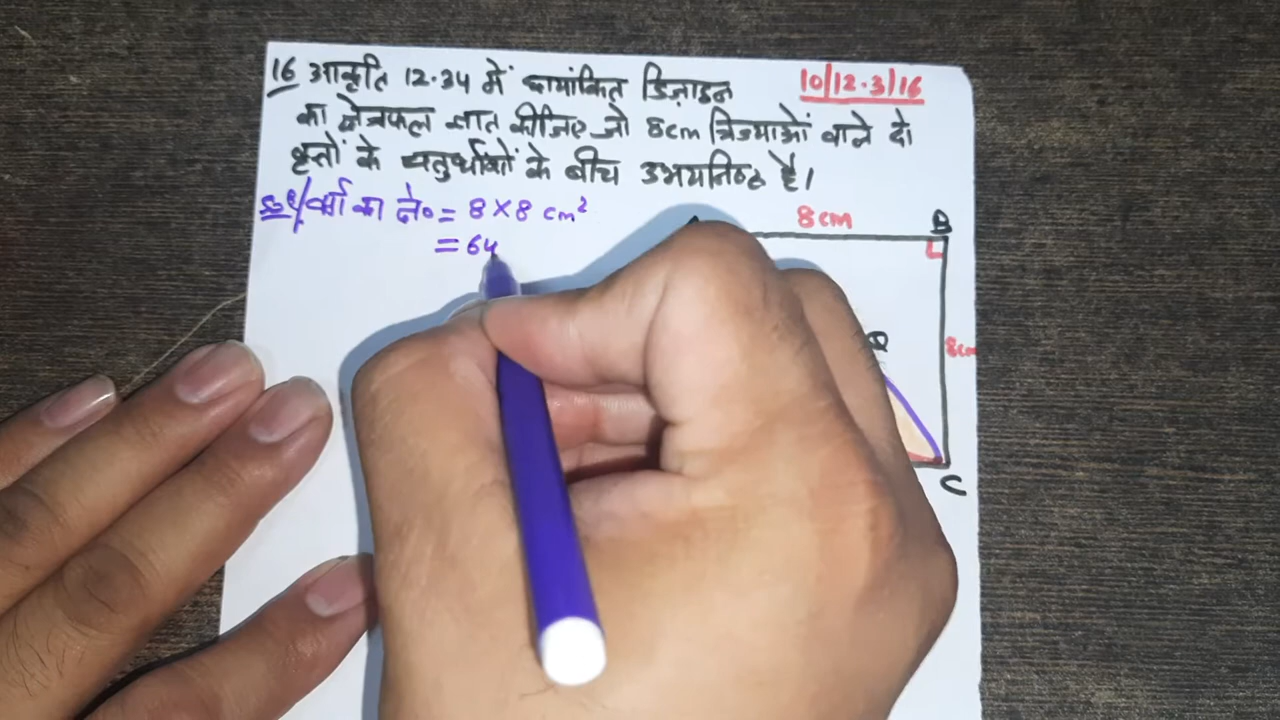 16 आकृति 12.34 में छायांकित डिज़ाइन
10/12.3/16
का क्षेत्रफल ज्ञात कीजिए जो 8cm त्रिज्याओं वाले दो
वृत्तों के चतुर्थांशों के बीच उभयनिष्ठ है।
Sol/ वर्ग का क्षे० = 8×8 cm²
= 64
8cm
B
8cm
C